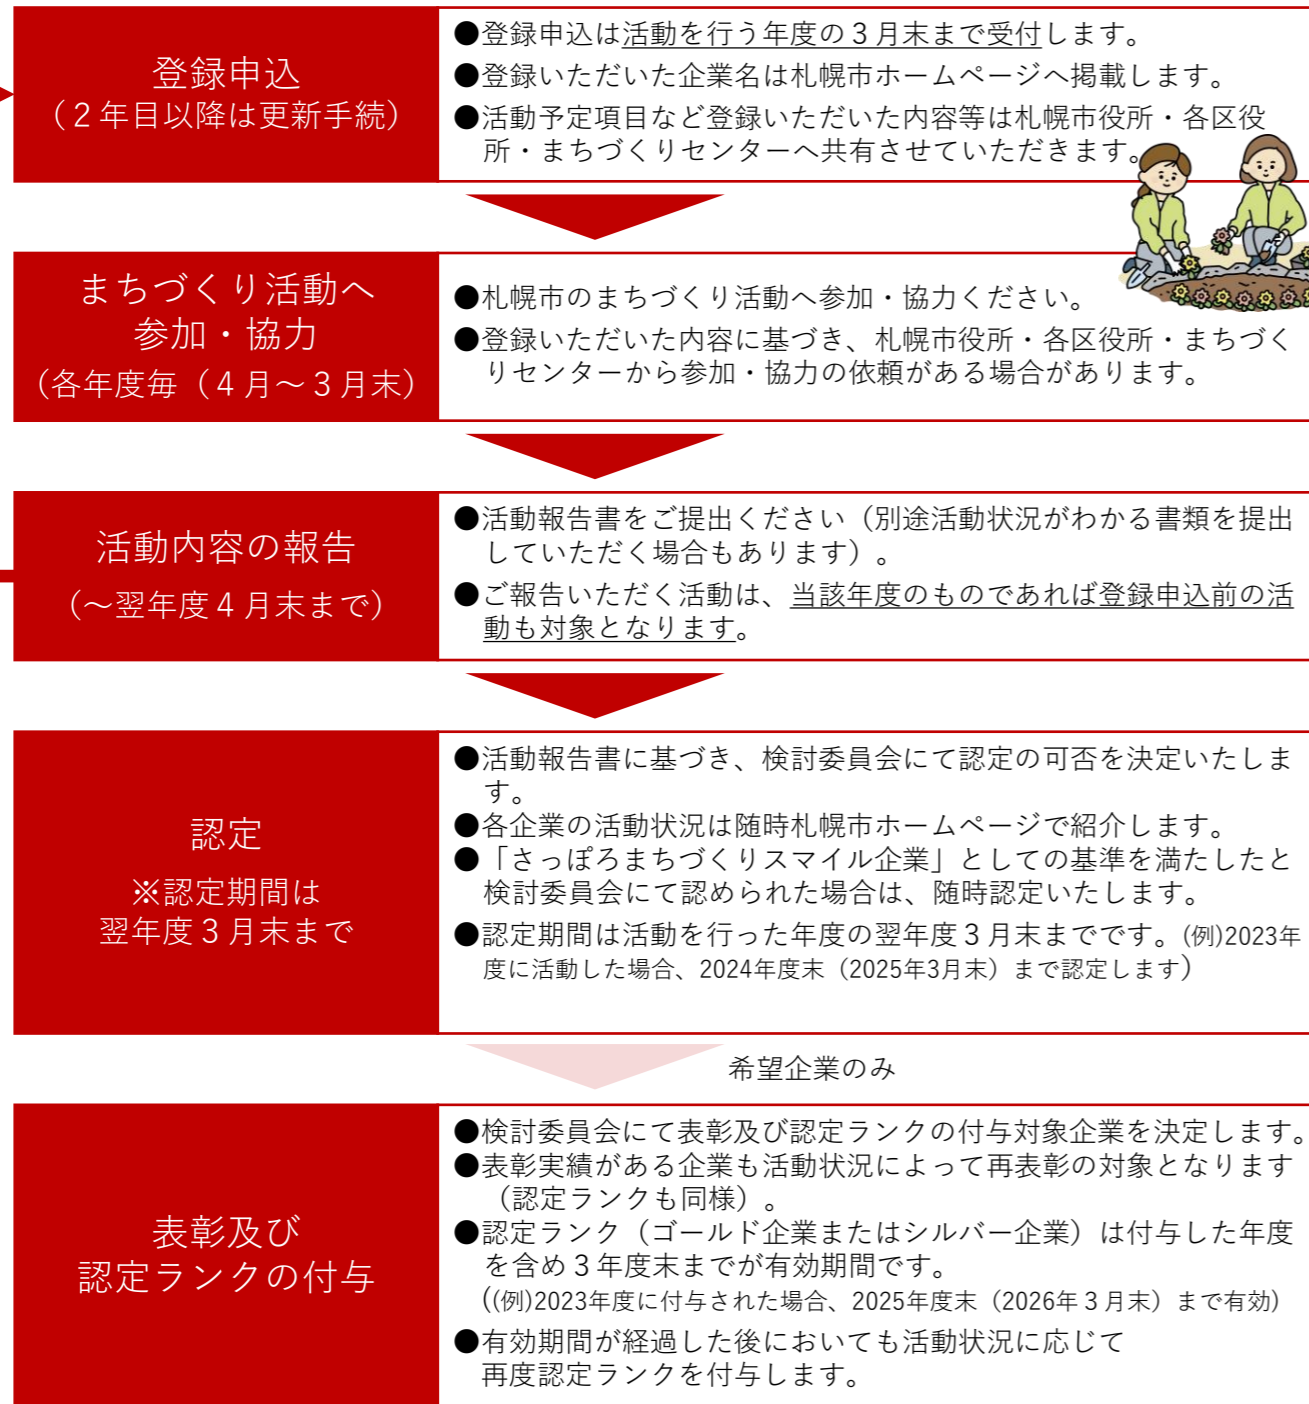 登録申込
（２年目以降は更新手続）
●登録申込は活動を行う年度の３月末まで受付します。
●登録いただいた企業名は札幌市ホームページへ掲載します。
●活動予定項目など登録いただいた内容等は札幌市役所・各区役
所・まちづくりセンターへ共有させていただきます。
まちづくり活動へ
参加・協力
（各年度毎（４月～３月末）
●札幌市のまちづくり活動へ参加・協力ください。
●登録いただいた内容に基づき、札幌市役所・各区役所・まちづく
りセンターから参加・協力の依頼がある場合があります。
活動内容の報告
（～翌年度４月末まで）
●活動報告書をご提出ください（別途活動状況がわかる書類を提出
していただく場合もあります）。
●ご報告いただく活動は、当該年度のものであれば登録申込前の活
動も対象となります。
認定
※認定期間は
翌年度３月末まで
●活動報告書に基づき、検討委員会にて認定の可否を決定いたしま
す。
●各企業の活動状況は随時札幌市ホームページで紹介します。
●「さっぽろまちづくりスマイル企業」としての基準を満たしたと
検討委員会にて認められた場合は、随時認定いたします。
●認定期間は活動を行った年度の翌年度３月末までです。(例)2023年
度に活動した場合、2024年度末（2025年3月末）まで認定します）
希望企業のみ
表彰及び
認定ランクの付与
●検討委員会にて表彰及び認定ランクの付与対象企業を決定します。
●表彰実績がある企業も活動状況によって再表彰の対象となります
（認定ランクも同様）。
●認定ランク（ゴールド企業またはシルバー企業）は付与した年度
を含め３年度末までが有効期間です。
（(例)2023年度に付与された場合、2025年度末（2026年３月末）まで有効）
●有効期間が経過した後においても活動状況に応じて
再度認定ランクを付与します。